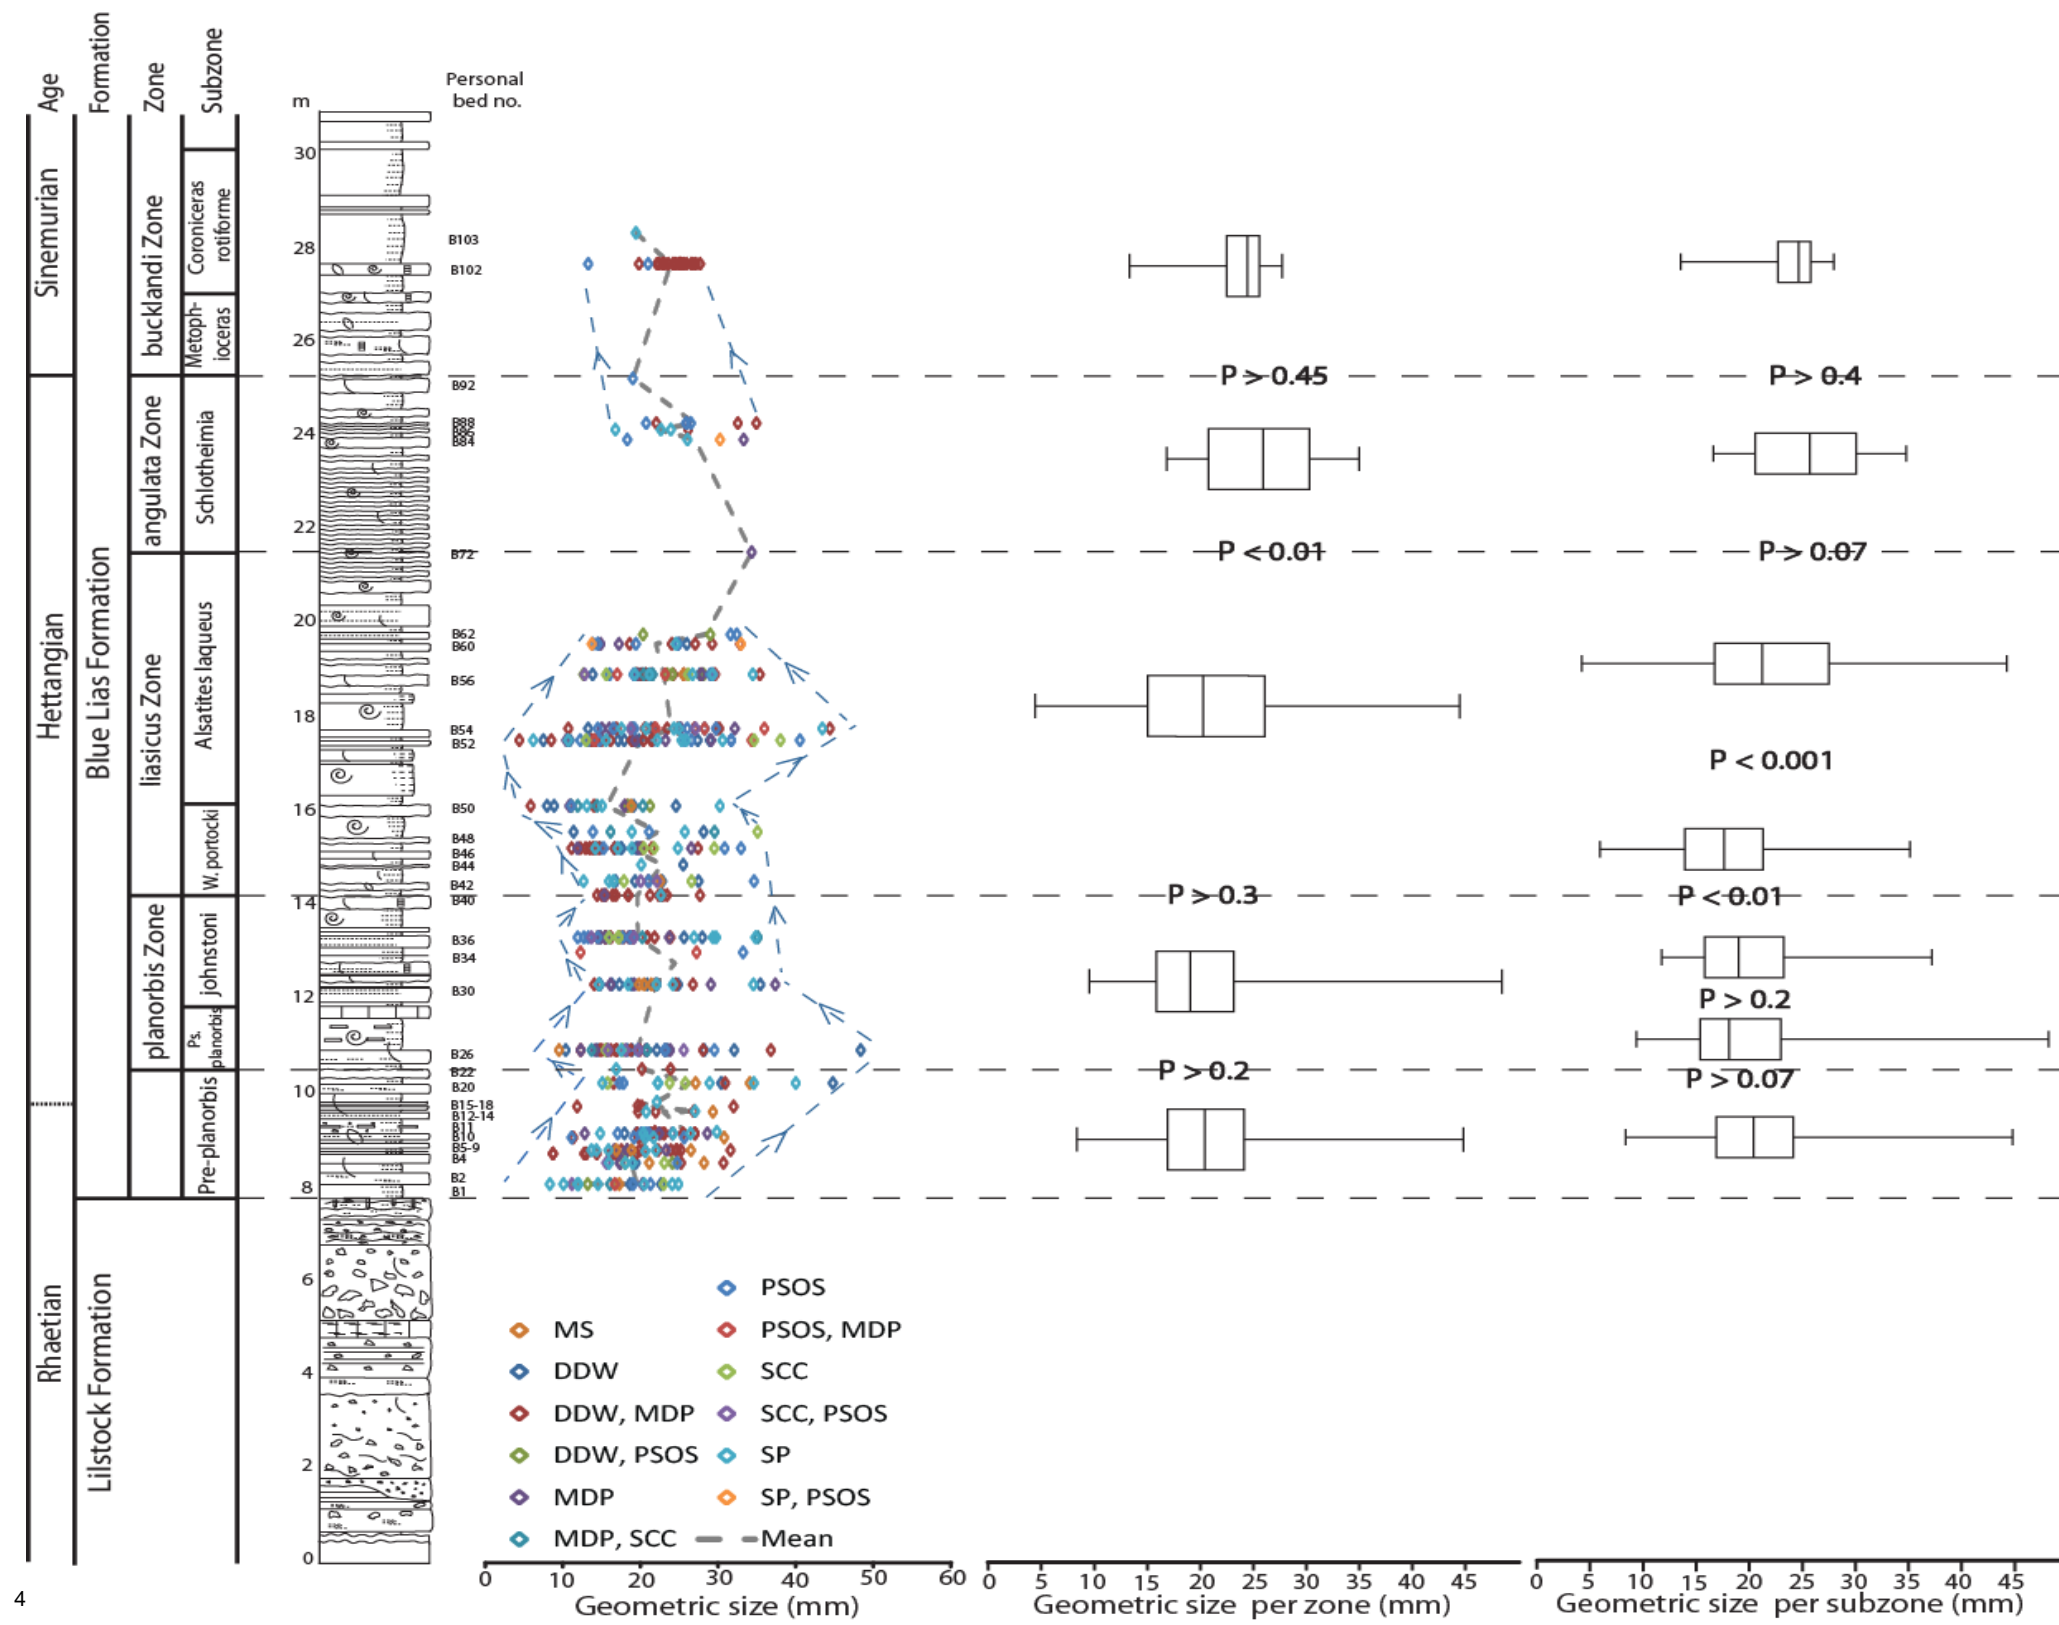 Age
Formation
Zone
Subzone
m
Personal
bed no.
Sinemurian
Hettangian
Rhaetian
Blue Lias Formation
Lilstock Formation
bucklandi Zone
angulata Zone
liasicus Zone
planorbis Zone
Coroniceras
rotiforme
Metoph-
ioceras
Schlotheimia
Alsatites laqueus
W. portocki
Johnstoni
Ps.
planorbis
Pre-planorbis
30
28
26
24
22
20
18
16
14
12
10
8
6
4
2
0
B103
B102
B92
B88
B84
B72
B62
B60
B56
B54
B52
B50
B48
B46
B44
B42
B40
B36
B34
B30
B26
B22
B20
B15-18
B12-14
B11
B10
B5-9
B4
B2
B1
P > 0.45
P < 0.01
P > 0.3
P > 0.2
P > 0.4
P > 0.07
P < 0.001
P < 0.01
P > 0.2
P > 0.07
PSOS
MS
PSOS, MDP
DDW
SCC
DDW, MDP
SCC, PSOS
DDW, PSOS
SP
MDP
SP, PSOS
MDP, SCC
Mean
0 10 20 30 40 50 60
Geometric size (mm)
0 5 10 15 20 25 30 35 40 45
Geometric size per zone (mm)
0 5 10 15 20 25 30 35 40 45
Geometric size per subzone (mm)
4